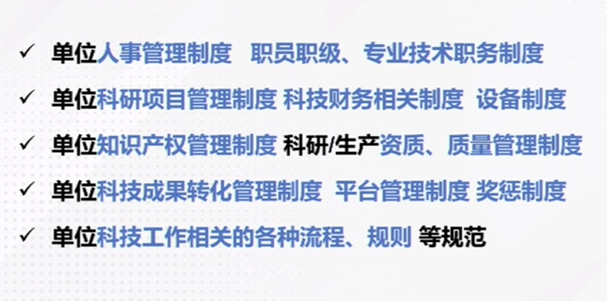 ✓ 单位人事管理制度 职员职级、专业技术职务制度
✓ 单位科研项目管理制度 科技财务相关制度 设备制度
✓ 单位知识产权管理制度 科研/生产资质、质量管理制度
✓ 单位科技成果转化管理制度 平台管理制度 奖惩制度
✓ 单位科技工作相关的各种流程、规则 等规范